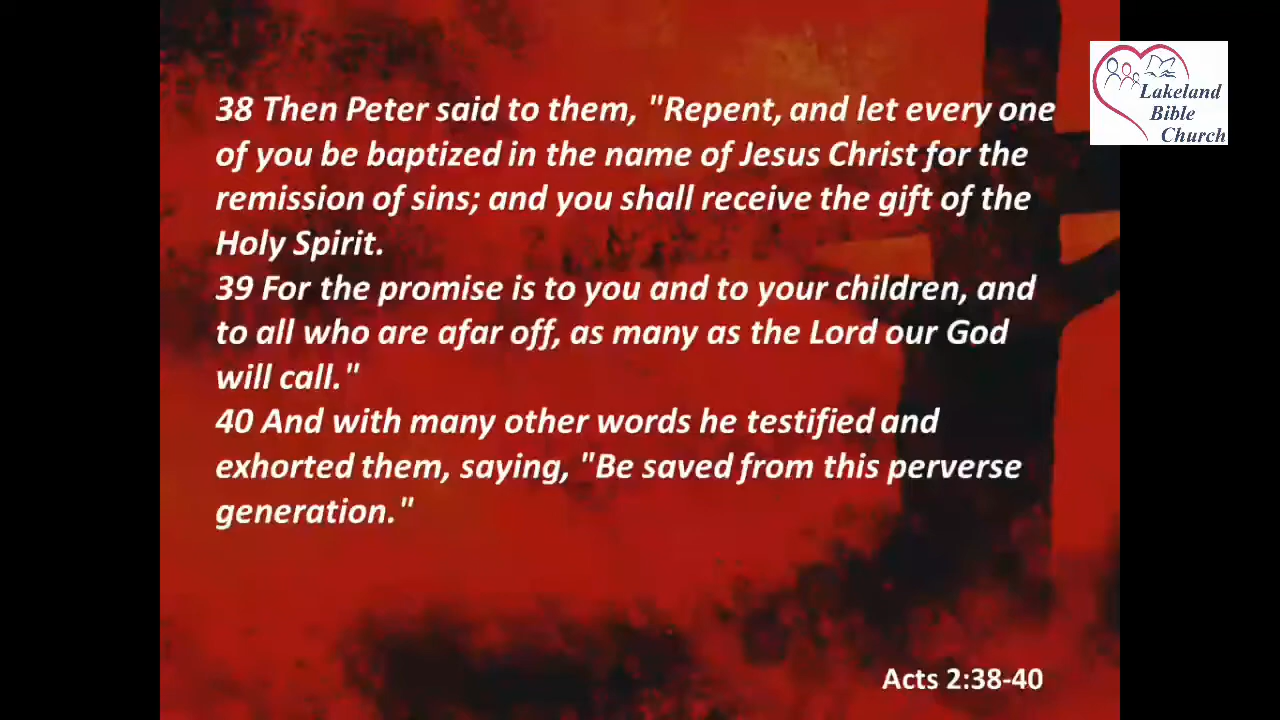 38 Then Peter said to them, "Repent, and let every one
of you be baptized in the name of Jesus Christ for the
remission of sins; and you shall receive the gift of the
Holy Spirit.
39 For the promise is to you and to your children, and
to all who are afar off, as many as the Lord our God
will call."
40 And with many other words he testified and
exhorted them, saying, "Be saved from this perverse
generation."
Acts 2:38-40
Lakeland
Bible
Church